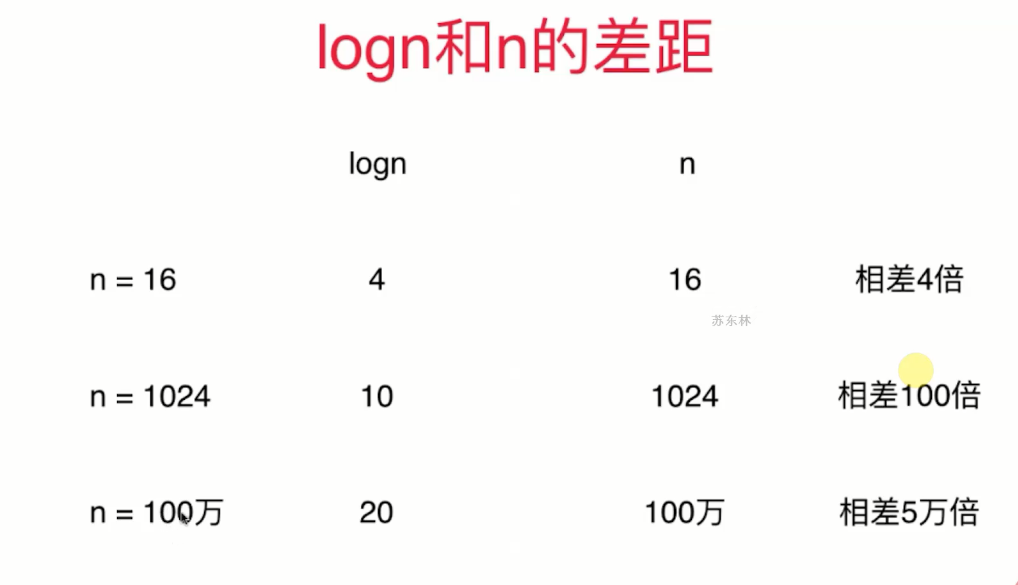 logn和n的差距
logn n
n = 16 4 16 相差4倍
苏东林
n = 1024 10 1024 相差100倍
n = 100万 20 100万 相差5万倍